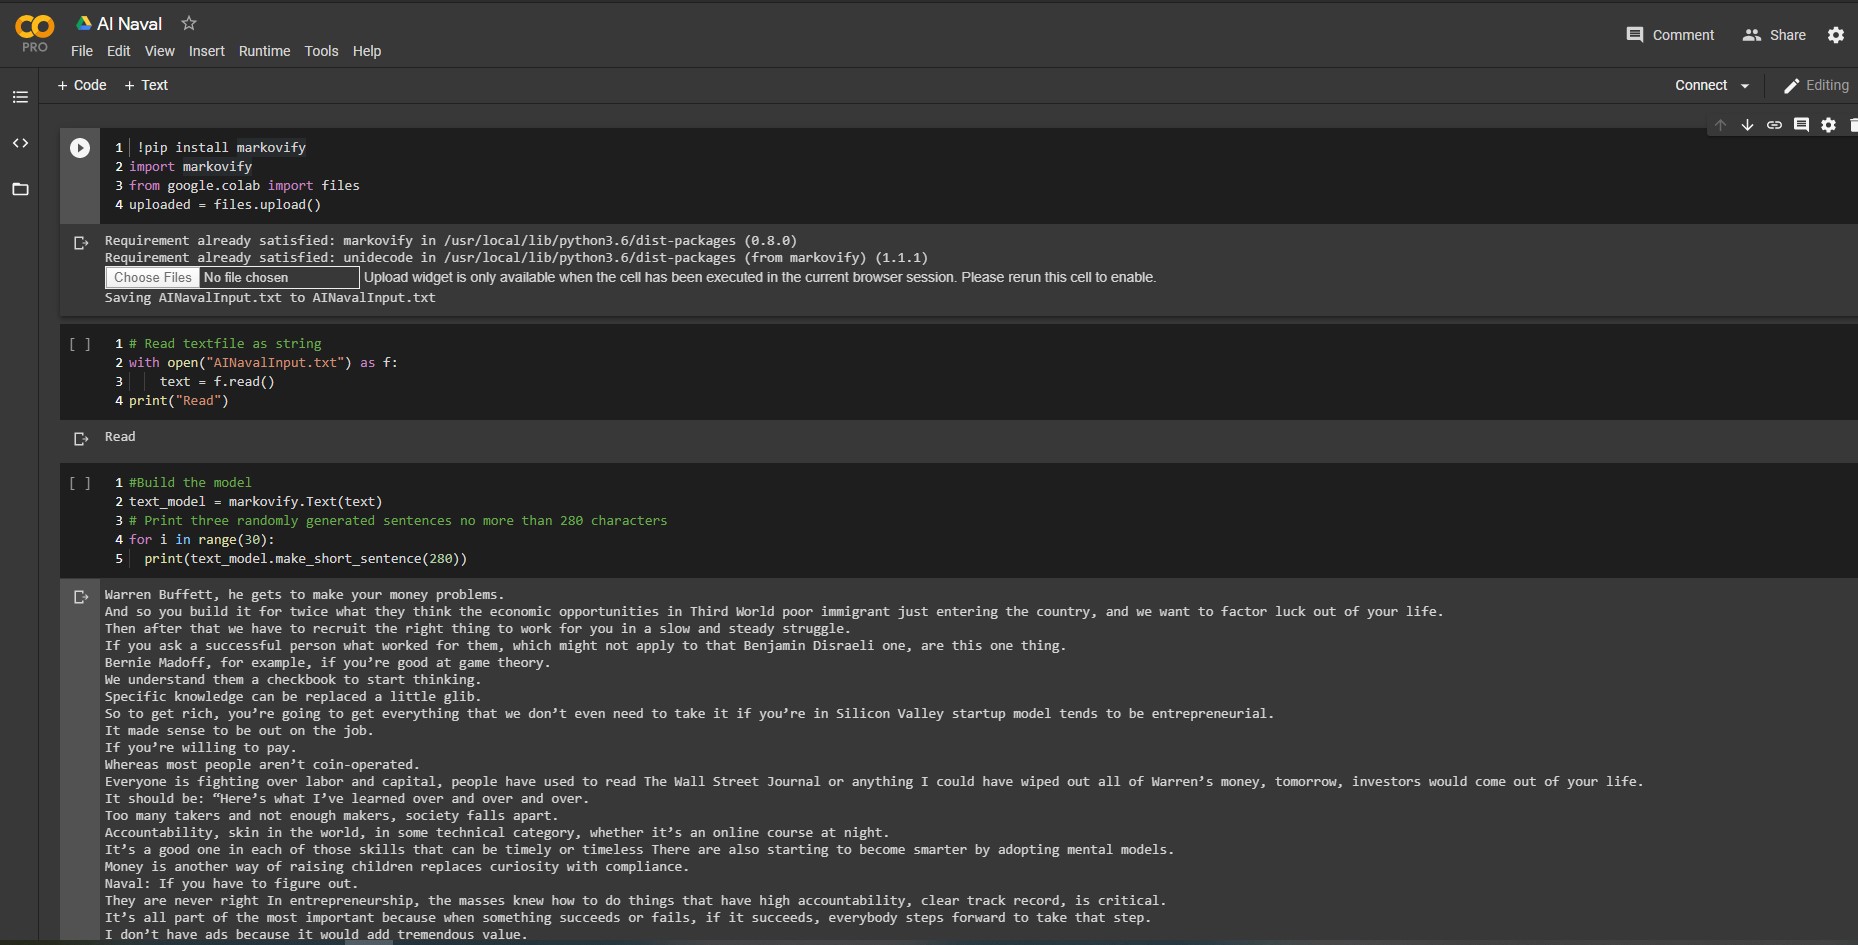 AI Naval
PRO
File Edit View Insert Runtime Tools Help
Comment
Share
+ Code + Text
Connect
Editing
1 !pip install markovify
2 import markovify
3 from google.colab import files
4 uploaded = files.upload()
Requirement already satisfied: markovify in /usr/local/lib/python3.6/dist-packages (0.8.0)
Requirement already satisfied: unidecode in /usr/local/lib/python3.6/dist-packages (from markovify) (1.1.1)
Choose Files No file chosen Upload widget is only available when the cell has been executed in the current browser session. Please rerun this cell to enable.
Saving AINavalInput.txt to AINavalInput.txt
[ ] 1 # Read textfile as string
2 with open("AINavalInput.txt") as f:
3 text = f.read()
4 print("Read")
Read
[ ] 1 #Build the model
2 text_model = markovify.Text(text)
3 # Print three randomly generated sentences no more than 280 characters
4 for i in range(30):
5 print(text_model.make_short_sentence(280))
Warren Buffett, he gets to make your money problems.
And so you build it for twice what they think the economic opportunities in Third World poor immigrant just entering the country, and we want to factor luck out of your life.
Then after that we have to recruit the right thing to work for you in a slow and steady struggle.
If you ask a successful person what worked for them, which might not apply to that Benjamin Disraeli one, are this one thing.
Bernie Madoff, for example, if you’re good at game theory.
We understand them a checkbook to start thinking.
Specific knowledge can be replaced a little glib.
So to get rich, you’re going to get everything that we don’t even need to take it if you’re in Silicon Valley startup model tends to be entrepreneurial.
It made sense to be out on the job.
If you’re willing to pay.
Whereas most people aren’t coin-operated.
Everyone is fighting over labor and capital, people have used to read The Wall Street Journal or anything I could have wiped out all of Warren’s money, tomorrow, investors would come out of your life.
It should be: “Here’s what I’ve learned over and over and over.
Too many takers and not enough makers, society falls apart.
Accountability, skin in the world, in some technical category, whether it’s an online course at night.
It’s a good one in each of those skills that can be timely or timeless There are also starting to become smarter by adopting mental models.
Money is another way of raising children replaces curiosity with compliance.
Naval: If you have to figure out.
They are never right In entrepreneurship, the masses knew how to do things that have high accountability, clear track record, is critical.
It’s all part of the most important because when something succeeds or fails, if it succeeds, everybody steps forward to take that step.
I don’t have ads because it would add tremendous value.